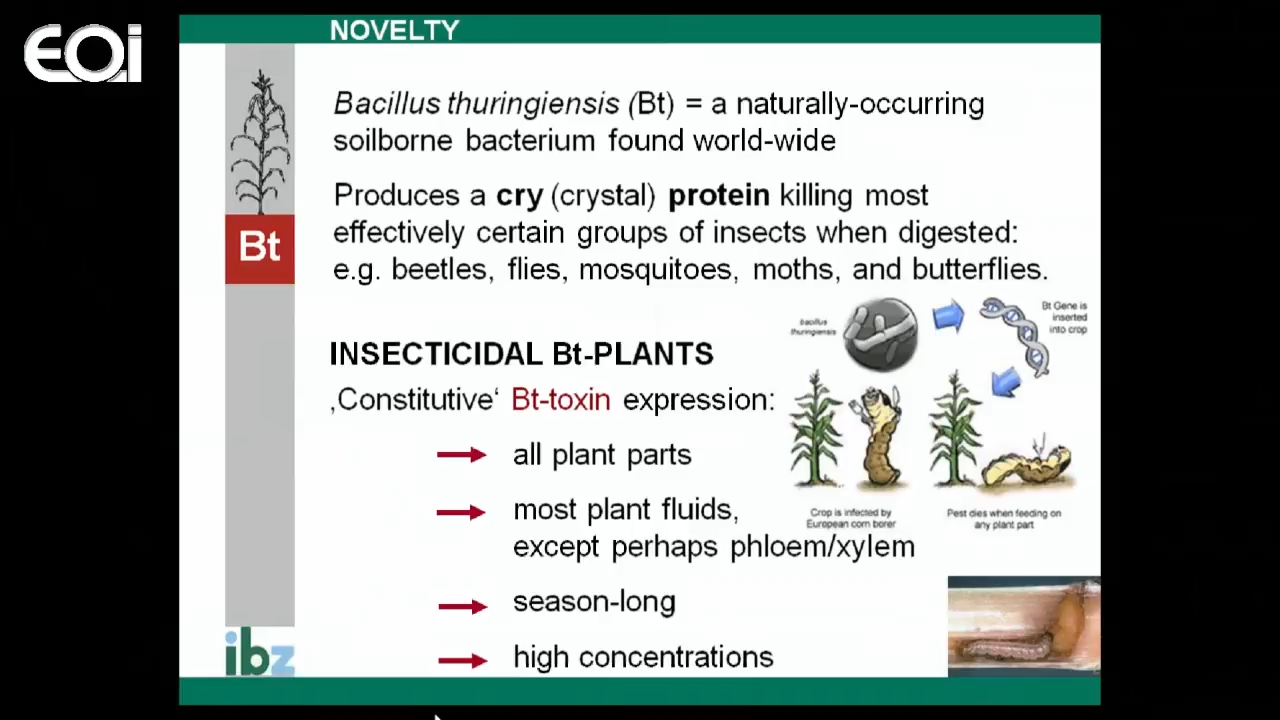 EOi
NOVELTY
Bacillus thuringiensis (Bt) = a naturally-occurring
soilborne bacterium found world-wide
Produces a cry (crystal) protein killing most
effectively certain groups of insects when digested:
e.g. beetles, flies, mosquitoes, moths, and butterflies.
Bt
bacillus
thuringiensis
Bt Gene is
inserted
into crop
INSECTICIDAL Bt-PLANTS
‚Constitutive‘ Bt-toxin expression:
all plant parts
most plant fluids,
except perhaps phloem/xylem
Crop is infected by
European corn borer
Pest dies when feeding on
any plant part
season-long
high concentrations
ibz